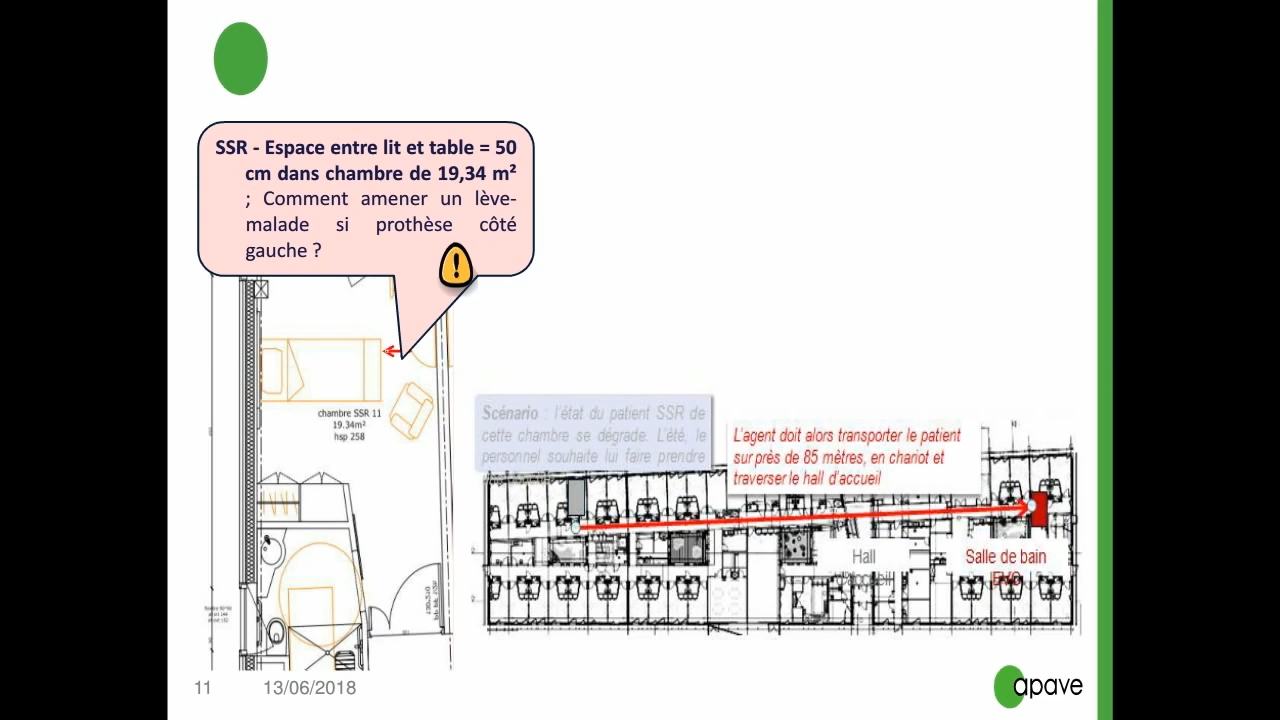 SSR - Espace entre lit et table = 50
cm dans chambre de 19,34 m²
; Comment amener un lève-
malade si prothèse côté
gauche ?
chambre SSR 11
19.34m²
hsp 258
Scénario : l'état du patient SSR de
cette chambre se dégrade. L'été, le
personnel souhaite lui faire prendre
L'agent doit alors transporter le patient
sur près de 85 mètres, en chariot et
traverser le hall d'accueil
Hall
d'accueil
Salle de bain
EVC
11
13/06/2018
apave